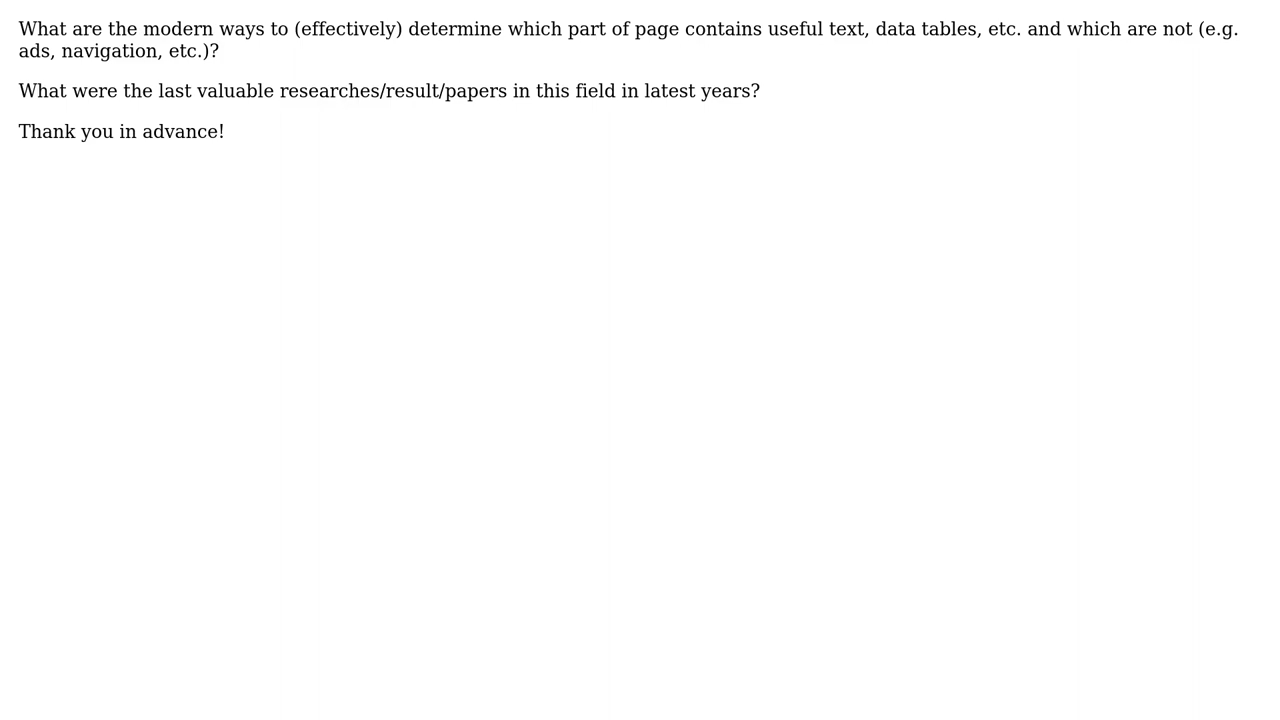 What are the modern ways to (effectively) determine which part of page contains useful text, data tables, etc. and which are not (e.g.
ads, navigation, etc.)?
What were the last valuable researches/result/papers in this field in latest years?
Thank you in advance!